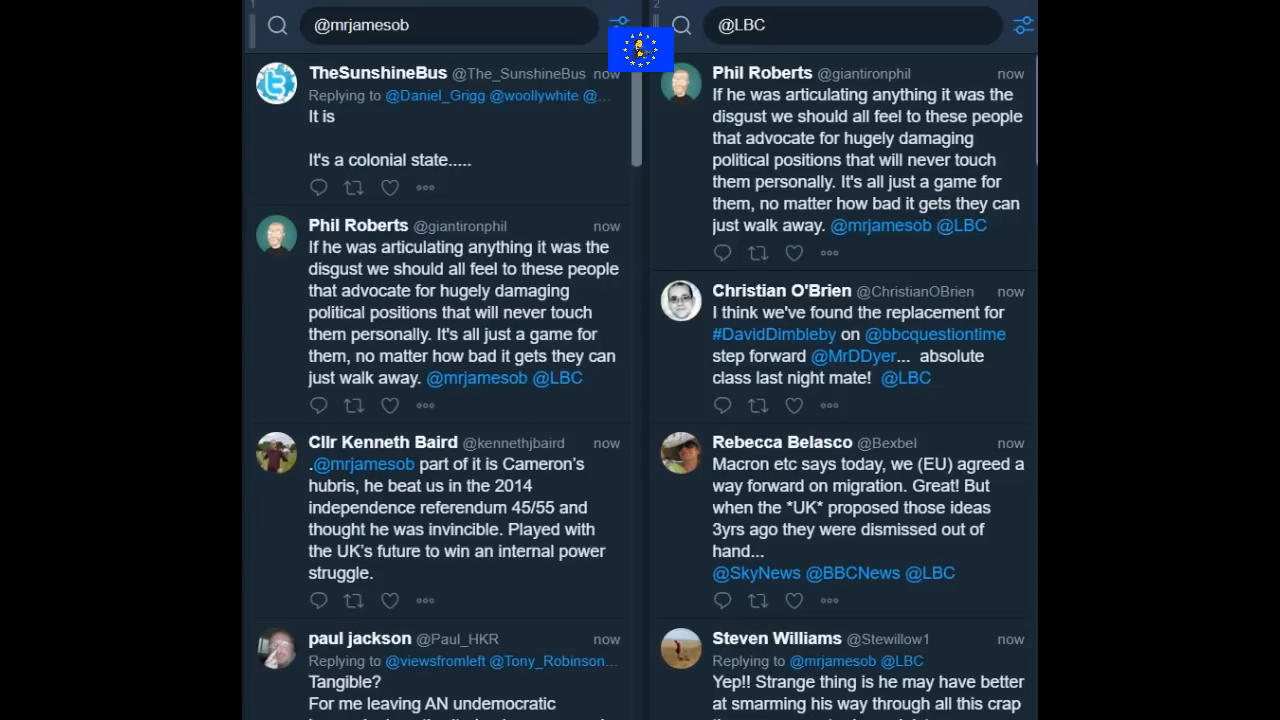 1
@mrjamesob
TheSunshineBus @The_SunshineBus now
Replying to @Daniel_Grigg @woollywhite @…
It is
It's a colonial state.....
Phil Roberts @giantironphil now
If he was articulating anything it was the
disgust we should all feel to these people
that advocate for hugely damaging
political positions that will never touch
them personally. It's all just a game for
them, no matter how bad it gets they can
just walk away. @mrjamesob @LBC
Cllr Kenneth Baird @kennethjbaird now
.@mrjamesob part of it is Cameron's
hubris, he beat us in the 2014
independence referendum 45/55 and
thought he was invincible. Played with
the UK's future to win an internal power
struggle.
paul jackson @Paul_HKR now
Replying to @viewsfromleft @Tony_Robinson…
Tangible?
For me leaving AN undemocratic
2
@LBC
Phil Roberts @giantironphil now
If he was articulating anything it was the
disgust we should all feel to these people
that advocate for hugely damaging
political positions that will never touch
them personally. It's all just a game for
them, no matter how bad it gets they can
just walk away. @mrjamesob @LBC
Christian O'Brien @ChristianOBrien now
I think we've found the replacement for
#DavidDimbleby on @bbcquestiontime
step forward @MrDDyer... absolute
class last night mate! @LBC
Rebecca Belasco @Bexbel now
Macron etc says today, we (EU) agreed a
way forward on migration. Great! But
when the *UK* proposed those ideas
3yrs ago they were dismissed out of
hand...
@SkyNews @BBCNews @LBC
Steven Williams @Stewillow1 now
Replying to @mrjamesob @LBC
Yep!! Strange thing is he may have better
at smarming his way through all this crap